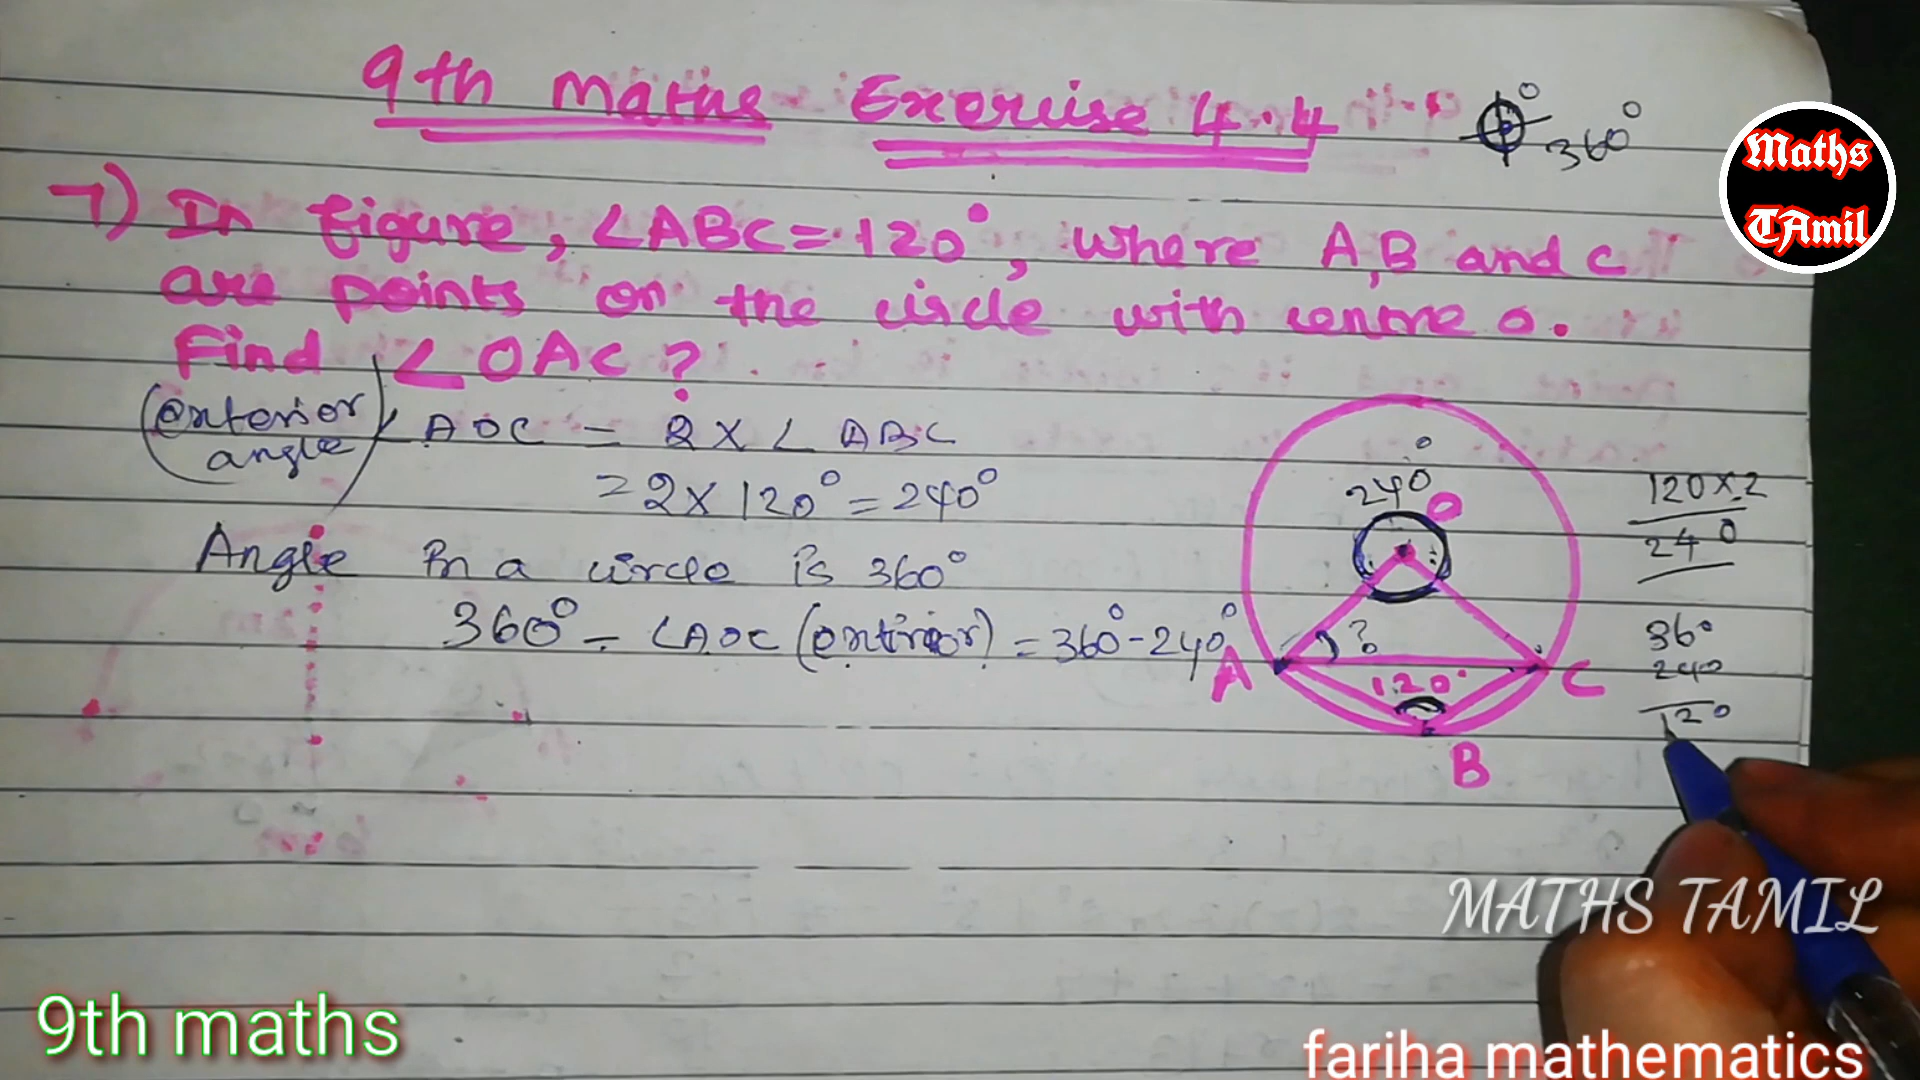 9th maths Exercise 4.4
360°
Maths
TAmil
7) In figure, ∠ABC = 120°, where A,B and C
are points on the circle with centre O.
Find ∠OAC?
(exterior angle) ∠AOC = 2 × ∠ABC
= 2 × 120° = 240°
Angle in a circle is 360°
360° - ∠AOC (exterior) = 360° - 240°
240°
O
?
A
120°
C
B
120×2
240
360
240
120
MATHS TAMIL
9th maths
fariha mathematics